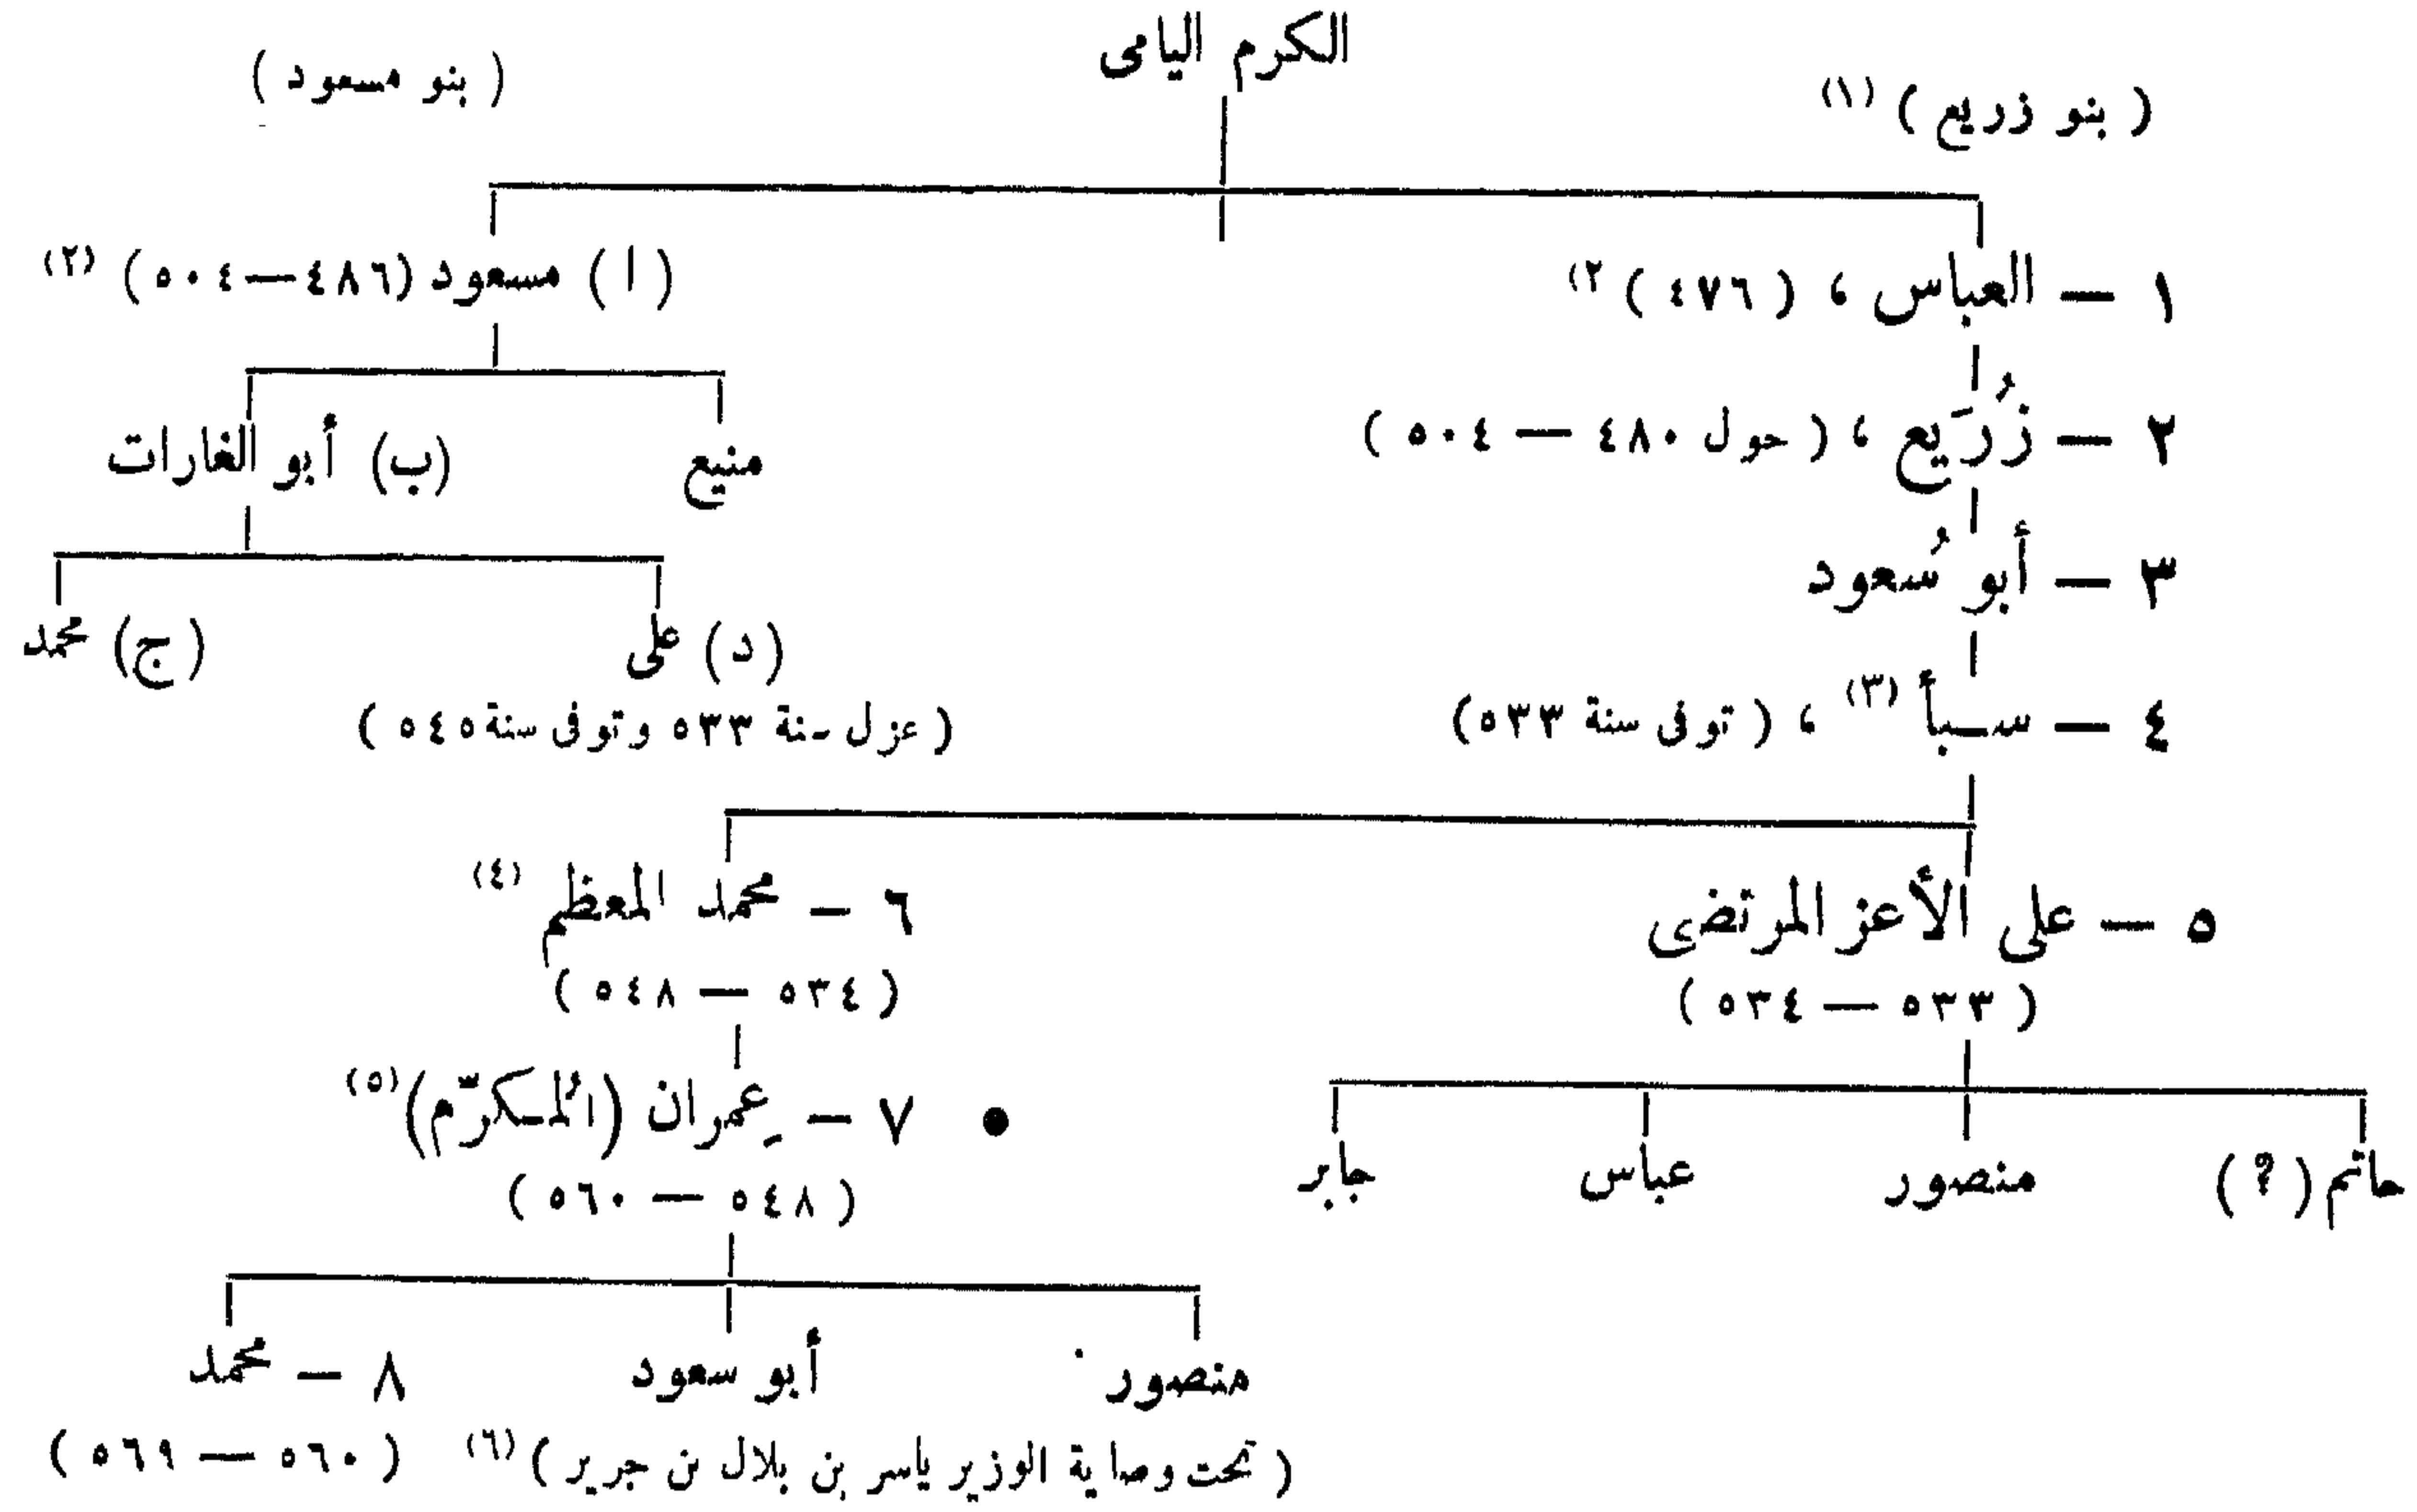 الكرم اليامى
( بنو زريع ) (١)
( بنو مسعود )
١ — العباس ، ( ٤٧٦ ) (٢
( ا ) مسعود (٤٨٦—٥٠٤) (٢)
٢ — زُرَيع ، ( حول ٤٨٠ — ٥٠٤ )
منيع
(ب) أبو الغارات
٣ — أبو سُعود
(د) على
(ج) محمد
٤ — سبأ (٣) ، ( توفى سنة ٥٣٣)
( عزل سنة ٥٣٣ وتوفى سنة ٥٤٥ )
٥ — على الأعز المرتضى
٦ — محمد المعظم (٤)
( ٥٣٣ — ٥٣٤ )
( ٥٣٤ — ٥٤٨ )
● ٧ — عِمران (المُكرّم) (٥)
( ٥٤٨ — ٥٦٠ )
حاتم ( ؟ )
منصور
عباس
جابر
منصور
أبو سعود
٨ — محمد
( تحت وصاية الوزير ياسر بن بلال بن جرير ) (٦)
( ٥٦٠ — ٥٦٩ )